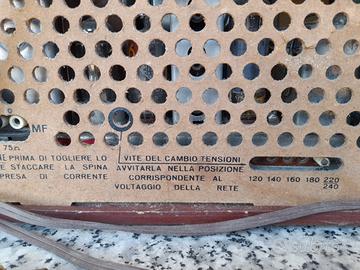 MF
75Ω
E PRIMA DI TOGLIERE LO
E STACCARE LA SPINA
PRESA DI CORRENTE
VITE DEL CAMBIO TENSIONI
AVVITARLA NELLA POSIZIONE
CORRISPONDENTE AL
VOLTAGGIO DELLA RETE
120 140 160 180 220
240